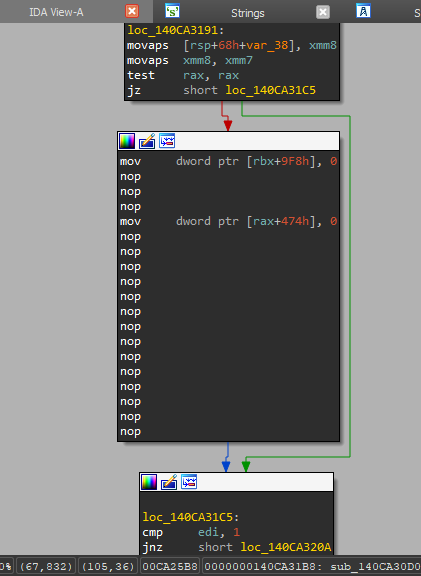 IDA View-A Strings S
loc_140CA3191:
movaps [rsp+68h+var_38], xmm8
movaps xmm8, xmm7
test rax, rax
jz short loc_140CA31C5
mov dword ptr [rbx+9F8h], 0
nop
nop
nop
mov dword ptr [rax+474h], 0
nop
nop
nop
nop
nop
nop
nop
nop
nop
nop
nop
nop
nop
nop
loc_140CA31C5:
cmp edi, 1
jnz short loc_140CA320A
0% (67,832) (105,36) 00CA25B8 0000000140CA31B8: sub_140CA30D0